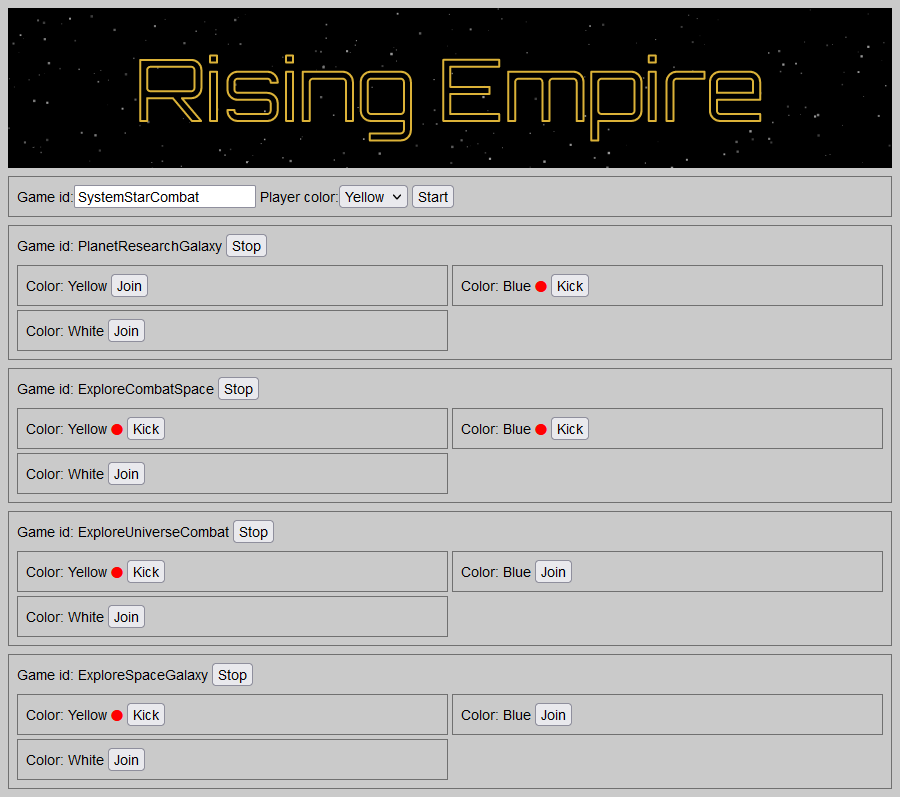 Rising Empire
Game id: SystemStarCombat Player color: Yellow Start
Game id: PlanetResearchGalaxy Stop
Color: Yellow Join
Color: Blue Kick
Color: White Join
Game id: ExploreCombatSpace Stop
Color: Yellow Kick
Color: Blue Kick
Color: White Join
Game id: ExploreUniverseCombat Stop
Color: Yellow Kick
Color: Blue Join
Color: White Join
Game id: ExploreSpaceGalaxy Stop
Color: Yellow Kick
Color: Blue Join
Color: White Join